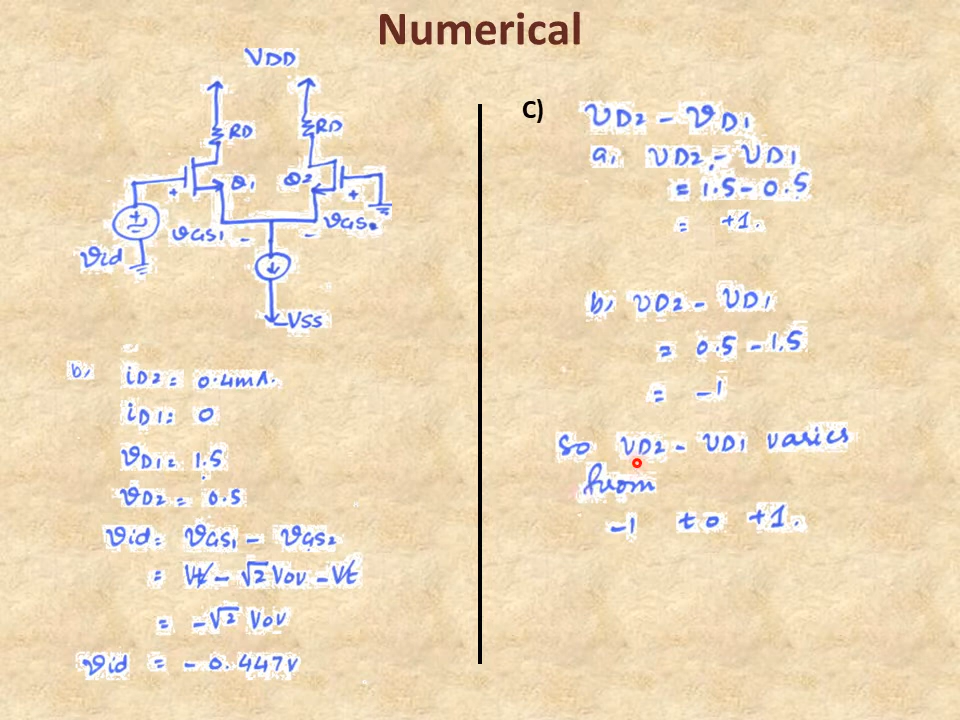 Numerical
VDD
RD
RD
+ Q1
Q2 +
+
vGS1 -
- vGS2
vid
-VSS
b, iD2 = 0.4mA.
iD1 = 0
vD1 = 1.5
vD2 = 0.5
vid = vGS1 - vGS2
= Vt - √2 Vov - Vt
= -√2 Vov
vid = - 0.447v
C)
vD2 - vD1
a, vD2 - vD1
= 1.5 - 0.5
= +1.
b, vD2 - vD1
= 0.5 - 1.5
= -1
So vD2 - vD1 varies
from
-1 to +1.